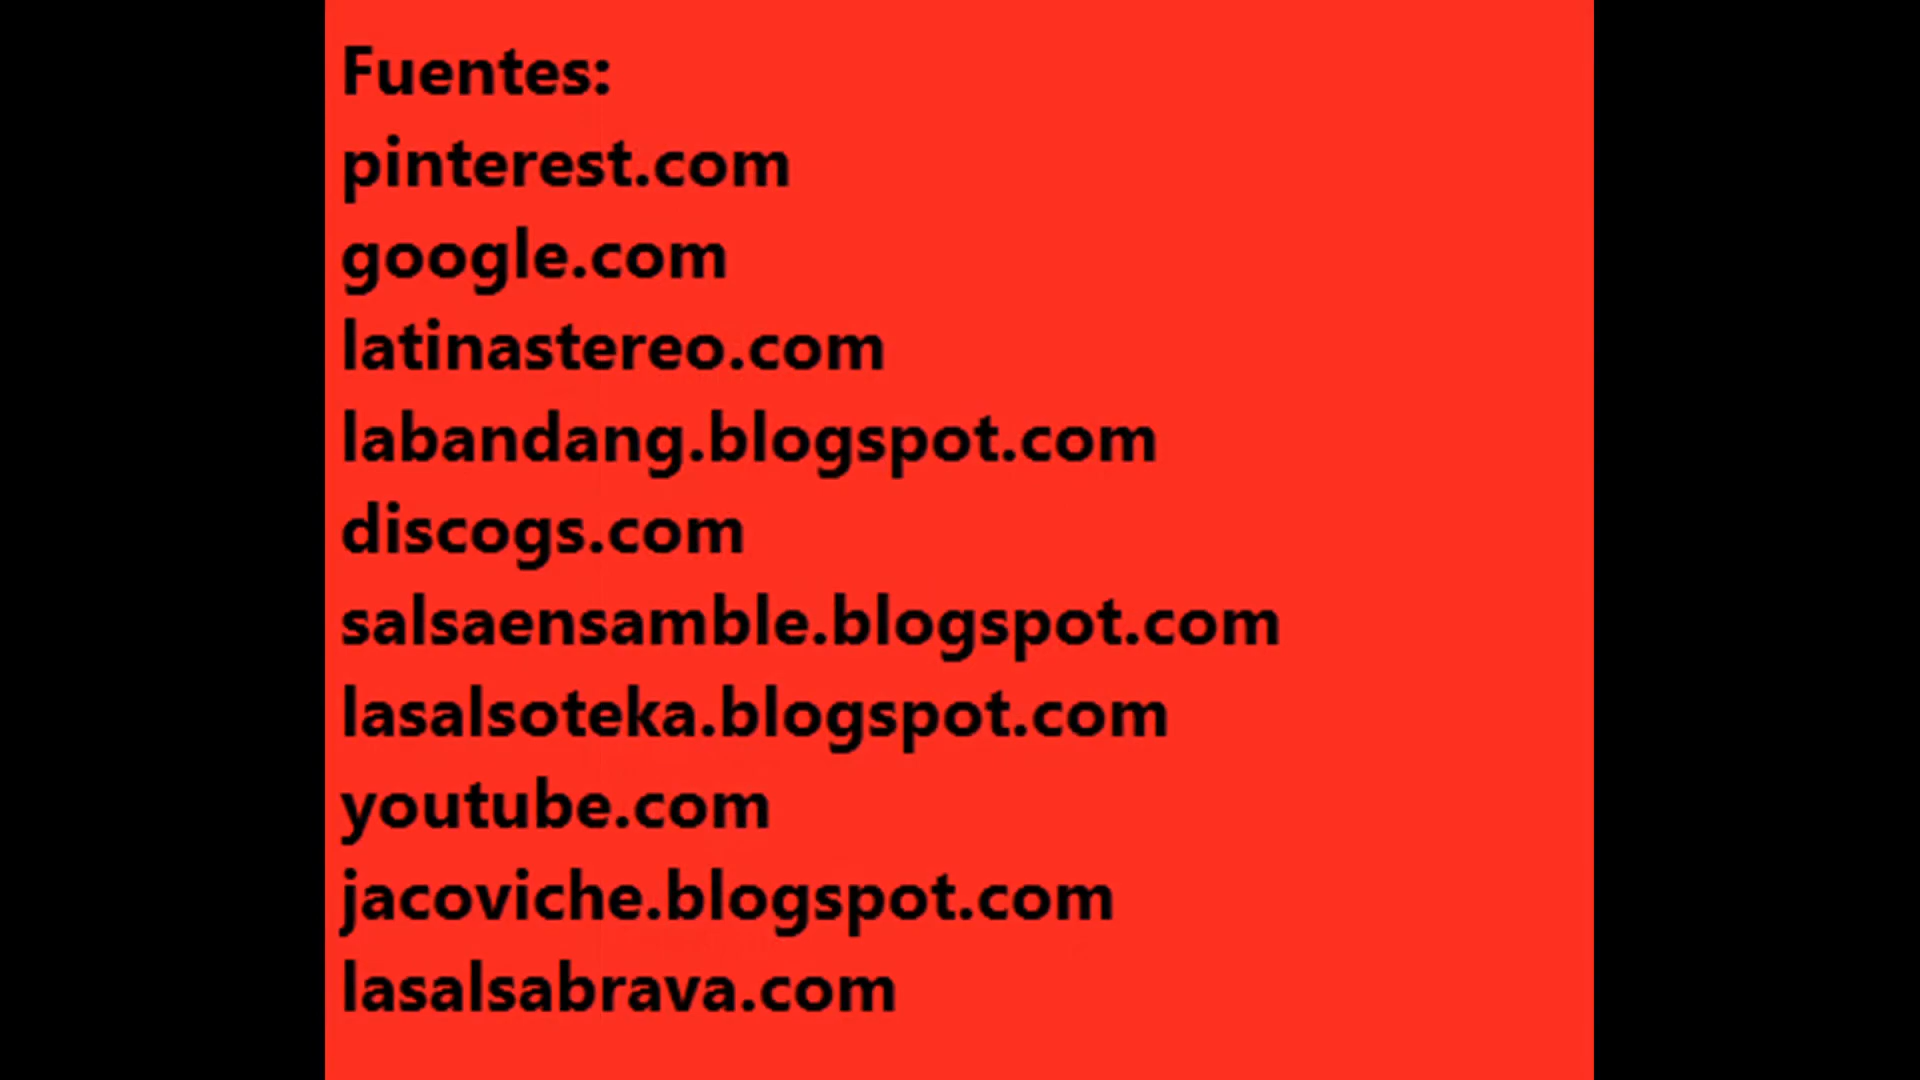 Fuentes:
pinterest.com
google.com
latinastereo.com
labandang.blogspot.com
discogs.com
salsaensamble.blogspot.com
lasalsoteka.blogspot.com
youtube.com
jacoviche.blogspot.com
lasalsabrava.com